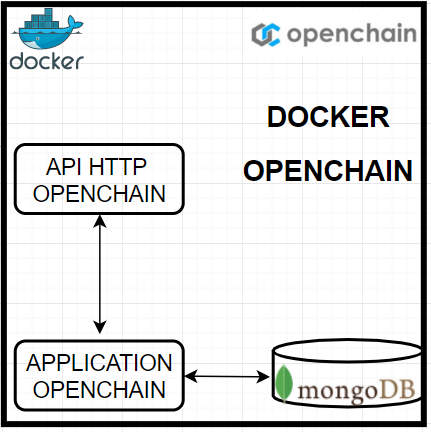 docker
openchain
DOCKER
OPENCHAIN
API HTTP
OPENCHAIN
APPLICATION
OPENCHAIN
mongoDB